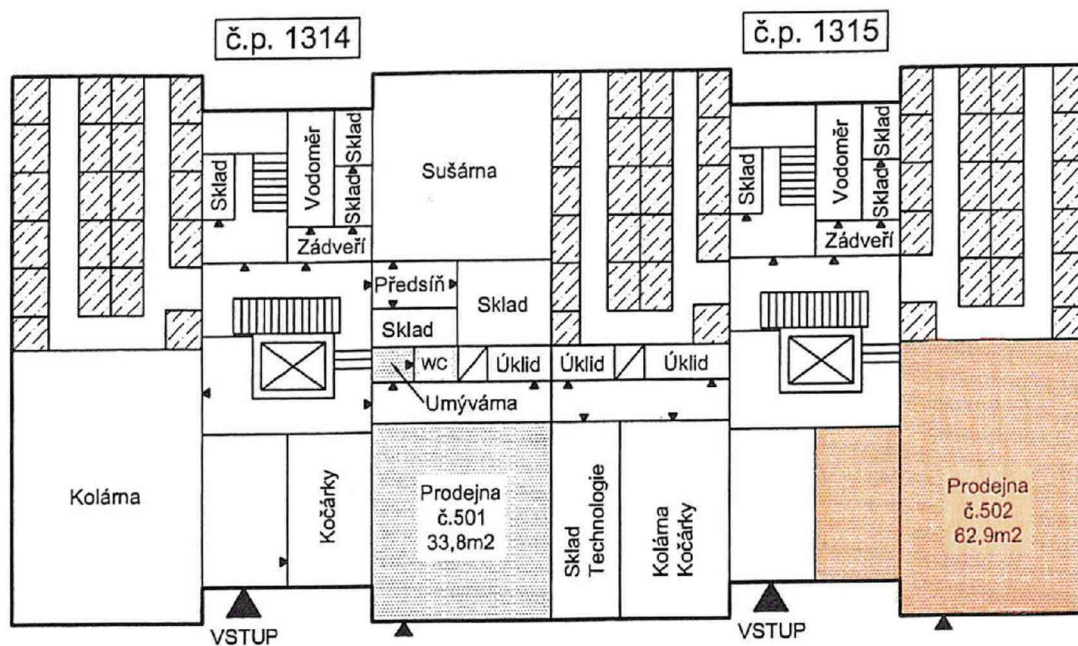 č.p. 1314
č.p. 1315
Sklad
Vodoměr
Sklad
Sklad
Zádveří
Sušárna
Sklad
Vodoměr
Sklad
Sklad
Zádveří
Předsíň
Sklad
Sklad
WC
Úklid
Úklid
Úklid
Umývárna
Kolárna
Kočárky
Prodejna
č.501
33,8m2
Sklad
Technologie
Kolárna
Kočárky
Prodejna
č.502
62,9m2
VSTUP
VSTUP